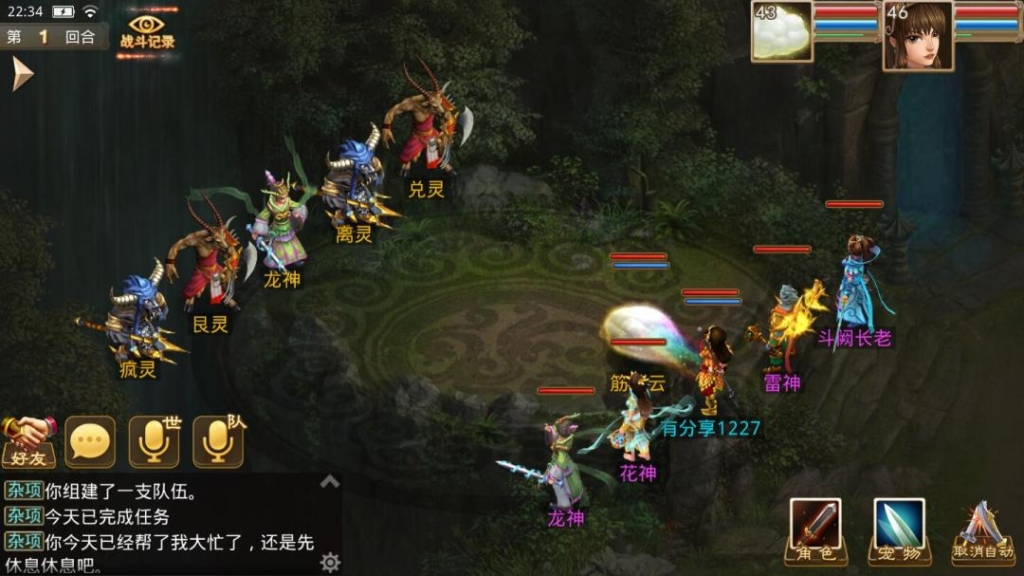 22:34
43
46
第 1 回合
战斗记录
兑灵
离灵
龙神
艮灵
疯灵
斗阙长老
雷神
筋 云
有分享1227
花神
龙神
世
队
好友
杂项你组建了一支队伍。
杂项今天已完成任务
杂项你今天已经帮了我大忙了，还是先
休息休息吧。
角色
宠物
取消自动